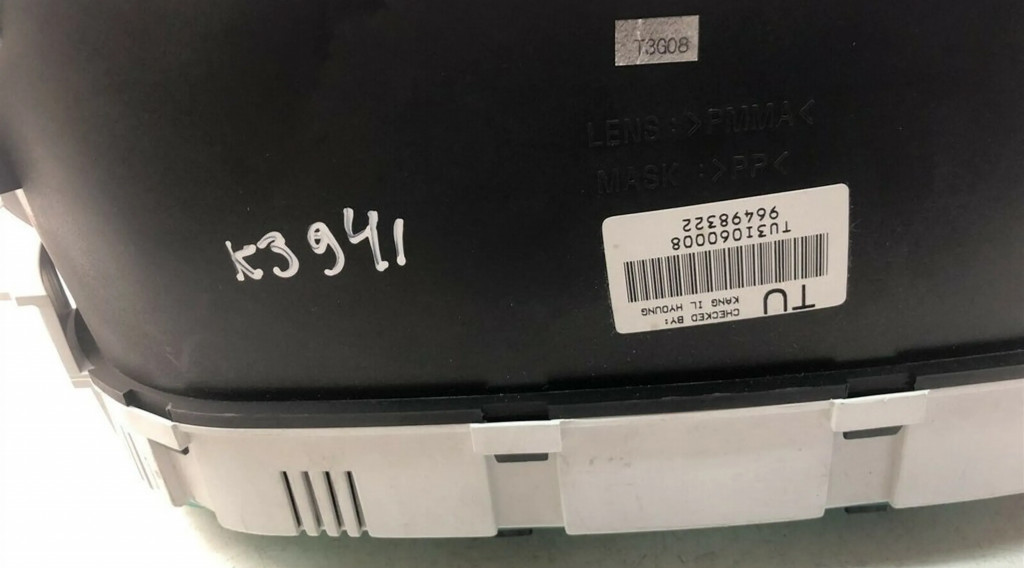 T3G08
LENS :>PMMA<
MASK :>PP<
K3941
TU
CHECKED BY:
KANG IL HYOUNG
TU3I060008
96498322